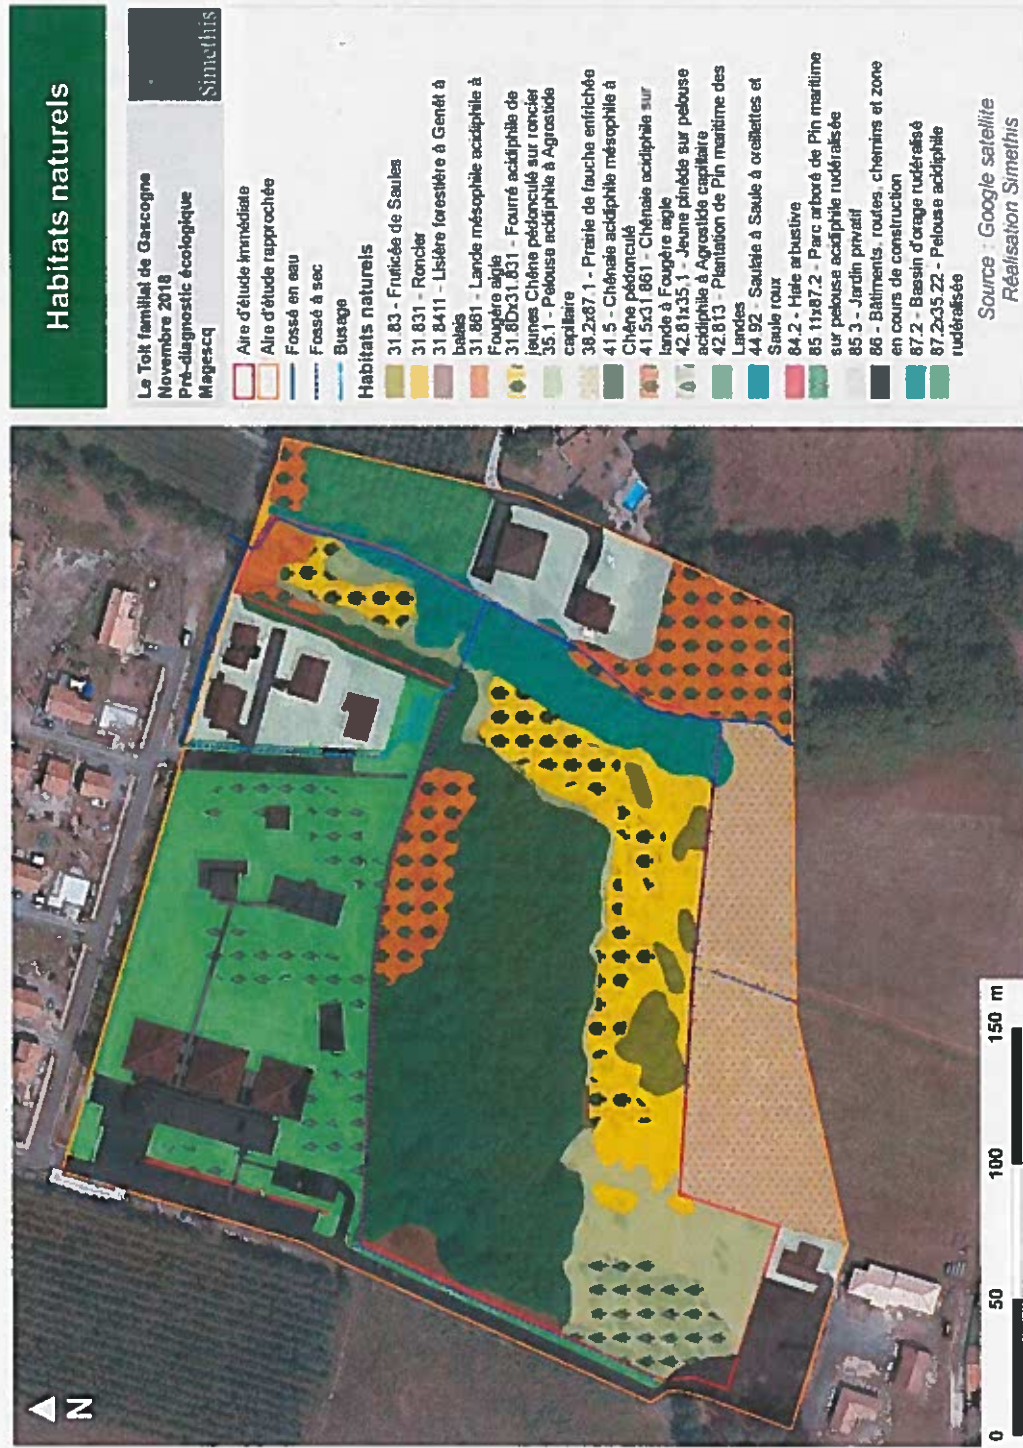 Habitats naturels
Le Toit familial de Gascogne
Novembre 2018
Pré-diagnostic écologique
Magescq
Simethis
Aire d'étude immédiate
Aire d'étude rapprochée
Fossé en eau
Fossé à sec
Busage
Habitats naturels
31.83 - Fruticée de Saules
31.831 - Roncier
31.8411 - Lisière forestière à Genêt à
balais
31.861 - Lande mésophile acidiphile à
Fougère aigle
31.8Dx31.831 - Fourré acidiphile de
jeunes Chêne pédonculé sur roncier
35.1 - Pelouse acidiphile à Agrostide
capillaire
38.2x87.1 - Prairie de fauche enfrichée
41.5 - Chênaie acidiphile mésophile à
Chêne pédonculé
41.5x31.861 - Chênaie acidiphile sur
lande à Fougère aigle
42.81x35.1 - Jeune pinède sur pelouse
acidiphile à Agrostide capillaire
42.813 - Plantation de Pin maritime des
Landes
44.92 - Saulaie à Saule à oreillettes et
Saule roux
84.2 - Haie arbustive
85.11x87.2 - Parc arboré de Pin maritime
sur pelouse acidiphile rudéralisée
85.3 - Jardin privatif
86 - Bâtiments, routes, chemins et zone
en cours de construction
87.2 - Bassin d'orage rudéralisé
87.2x35.22 - Pelouse acidiphile
rudéralisée
Source : Google satellite
Réalisation Simethis
N
0 50 100 150 m